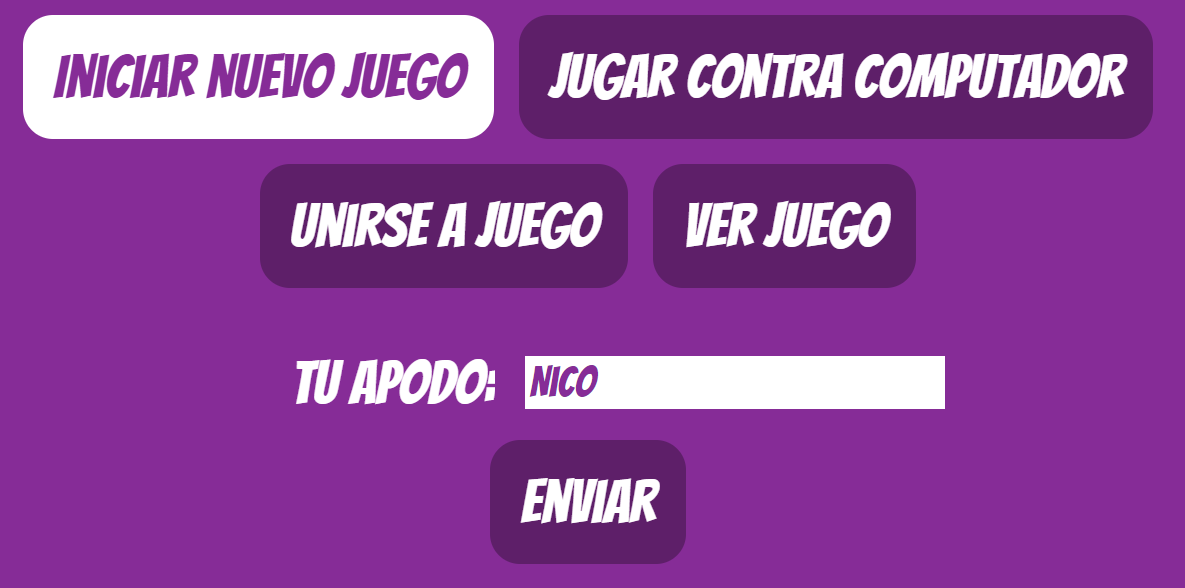 INICIAR NUEVO JUEGO
JUGAR CONTRA COMPUTADOR
UNIRSE A JUEGO
VER JUEGO
TU APODO: NICO
ENVIAR